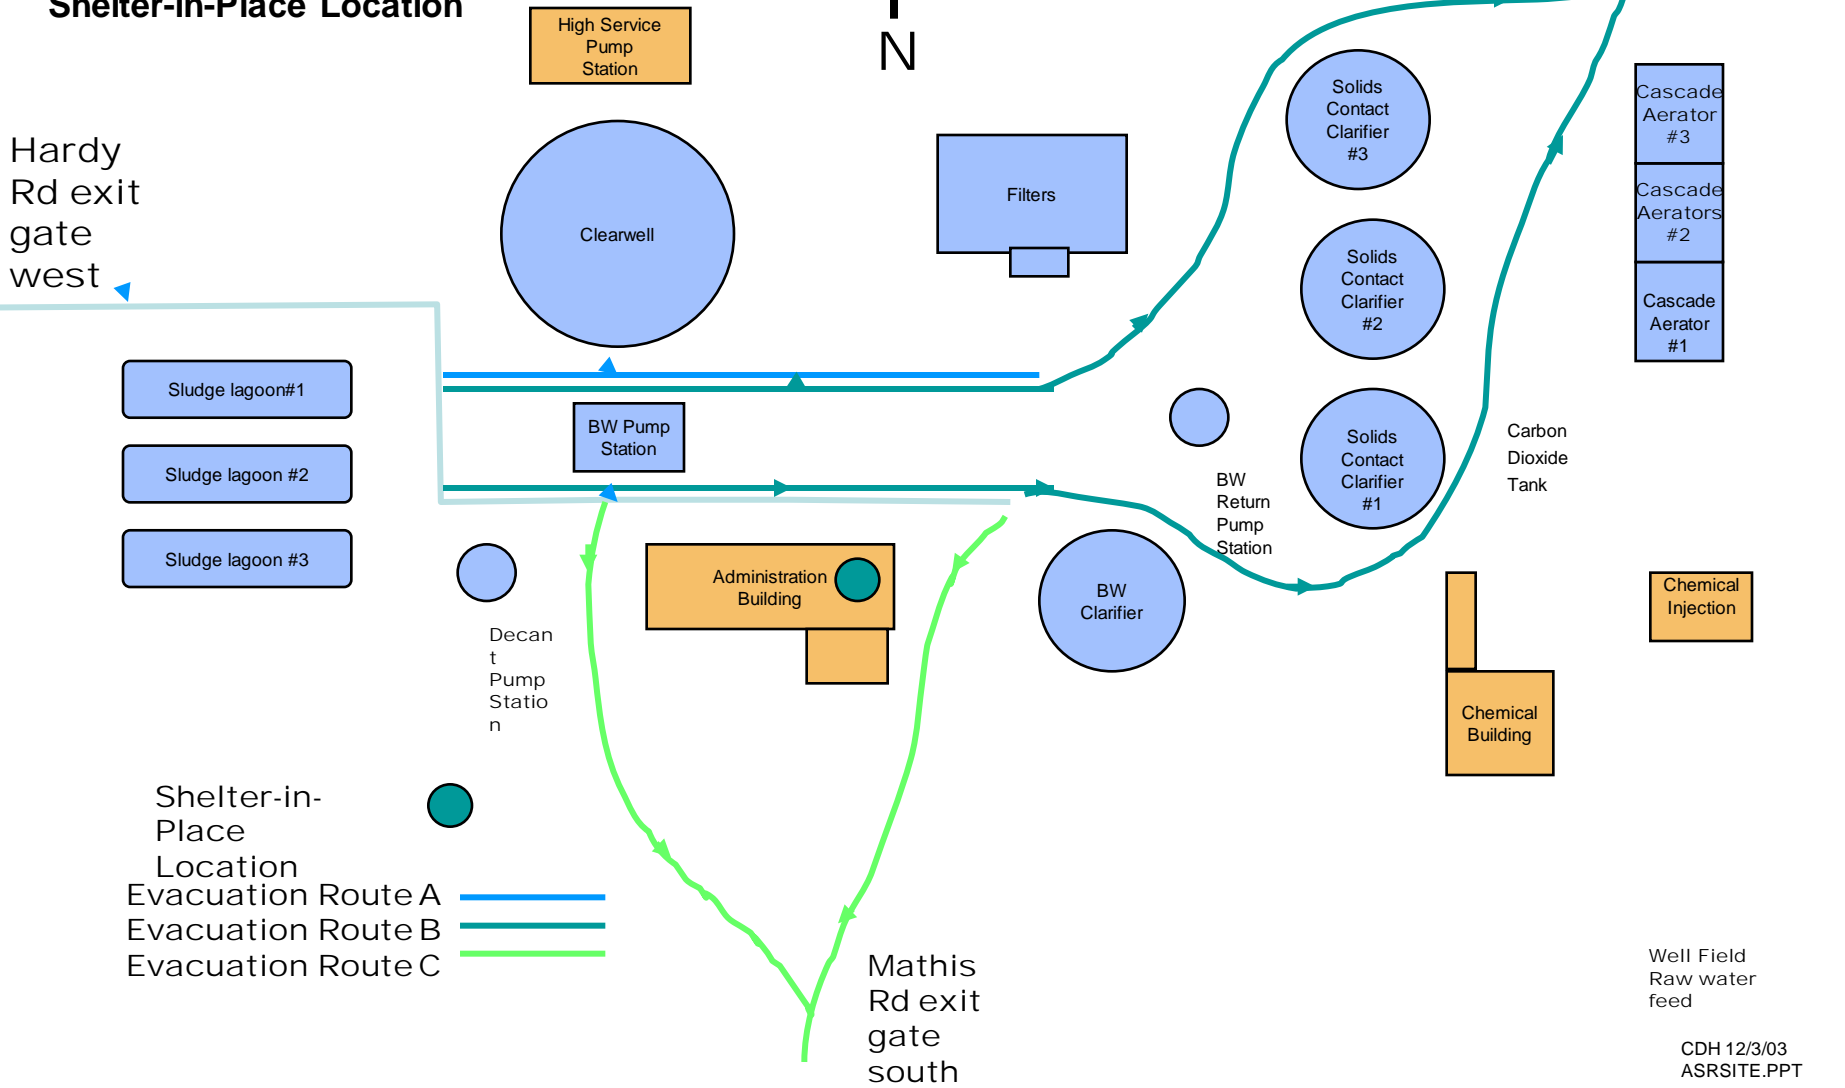 Shelter-in-Place Location
High Service
Pump
Station
N
Hardy
Rd exit
gate
west
Clearwell
Filters
Solids
Contact
Clarifier
#3
Cascade
Aerator
#3
Cascade
Aerators
#2
Cascade
Aerator
#1
Solids
Contact
Clarifier
#2
Sludge lagoon#1
Sludge lagoon #2
Sludge lagoon #3
BW Pump
Station
Solids
Contact
Clarifier
#1
Carbon
Dioxide
Tank
BW
Return
Pump
Station
Administration
Building
BW
Clarifier
Chemical
Injection
Decan
t
Pump
Statio
n
Chemical
Building
Shelter-in-
Place
Location
Evacuation Route A
Evacuation Route B
Evacuation Route C
Mathis
Rd exit
gate
south
Well Field
Raw water
feed
CDH 12/3/03
ASRSITE.PPT